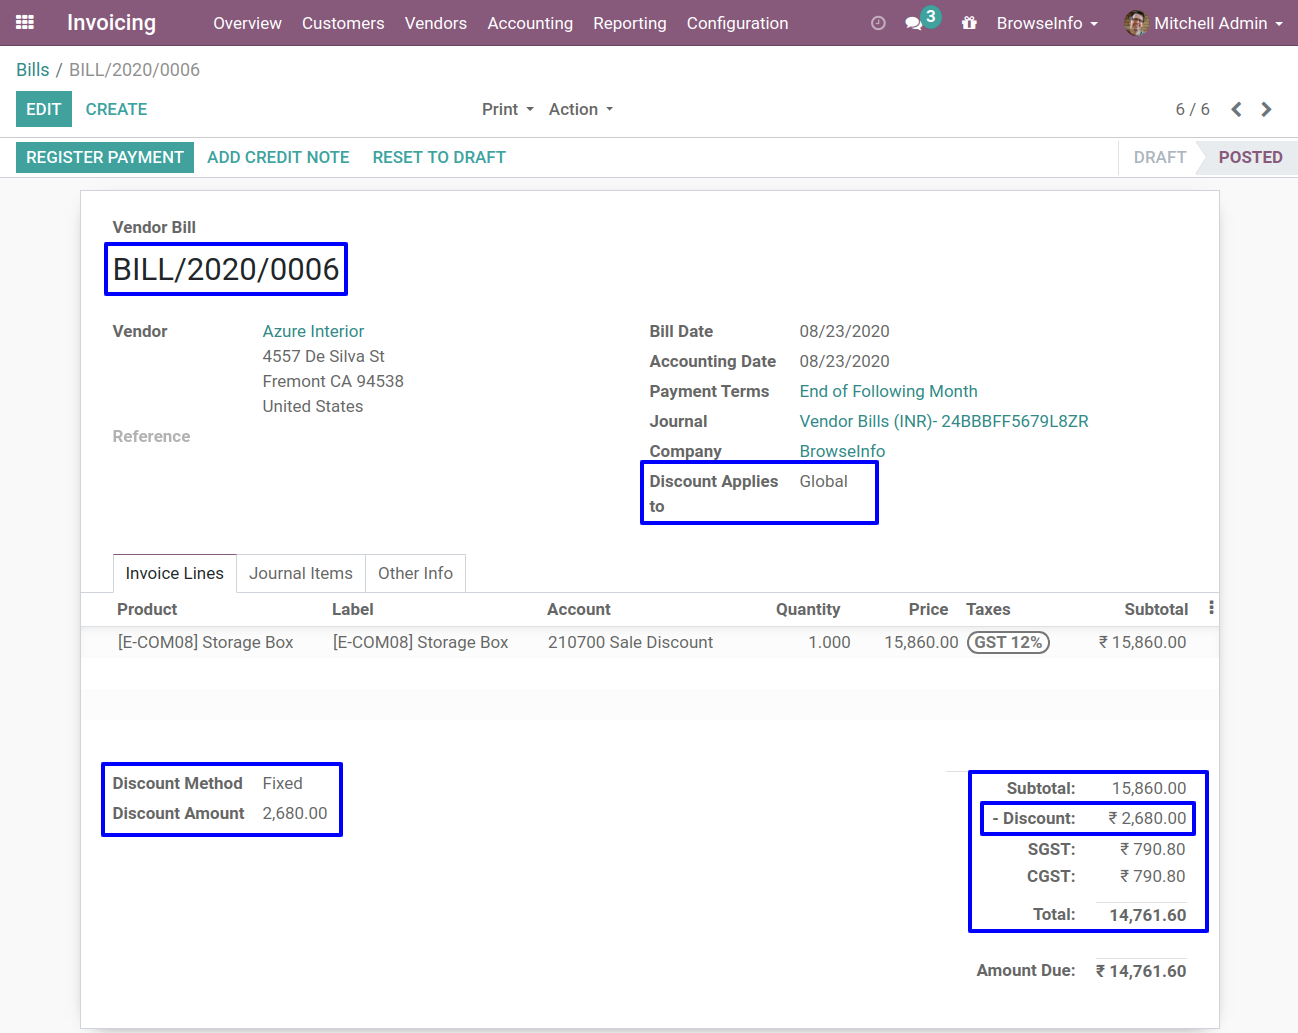 Invoicing Overview Customers Vendors Accounting Reporting Configuration 3 BrowseInfo Mitchell Admin
Bills / BILL/2020/0006
EDIT CREATE Print Action 6 / 6
REGISTER PAYMENT ADD CREDIT NOTE RESET TO DRAFT DRAFT POSTED
Vendor Bill
BILL/2020/0006
Vendor Azure Interior
4557 De Silva St
Fremont CA 94538
United States
Reference
Bill Date 08/23/2020
Accounting Date 08/23/2020
Payment Terms End of Following Month
Journal Vendor Bills (INR)- 24BBBFF5679L8ZR
Company BrowseInfo
Discount Applies Global
to
Invoice Lines Journal Items Other Info
Product Label Account Quantity Price Taxes Subtotal
[E-COM08] Storage Box [E-COM08] Storage Box 210700 Sale Discount 1.000 15,860.00 GST 12% ₹ 15,860.00
Discount Method Fixed
Discount Amount 2,680.00
Subtotal: 15,860.00
- Discount: ₹ 2,680.00
SGST: ₹ 790.80
CGST: ₹ 790.80
Total: 14,761.60
Amount Due: ₹ 14,761.60